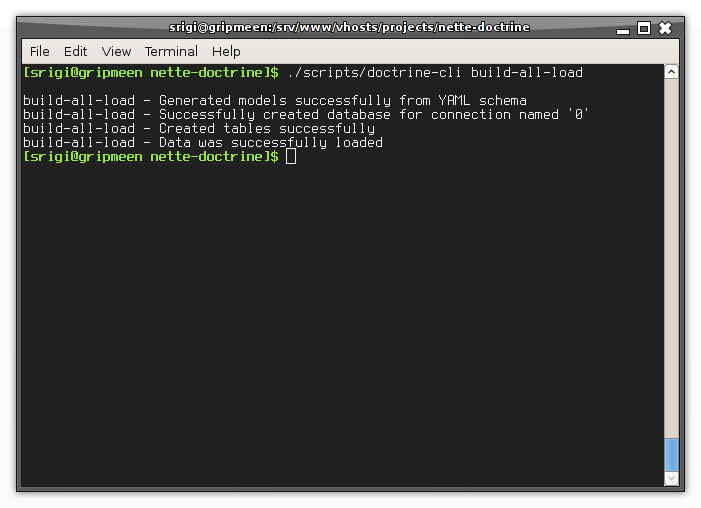 srigi@gripmeen:/srv/www/vhosts/projects/nette-doctrine
File Edit View Terminal Help
[srigi@gripmeen nette-doctrine]$ ./scripts/doctrine-cli build-all-load
build-all-load - Generated models successfully from YAML schema
build-all-load - Successfully created database for connection named '0'
build-all-load - Created tables successfully
build-all-load - Data was successfully loaded
[srigi@gripmeen nette-doctrine]$